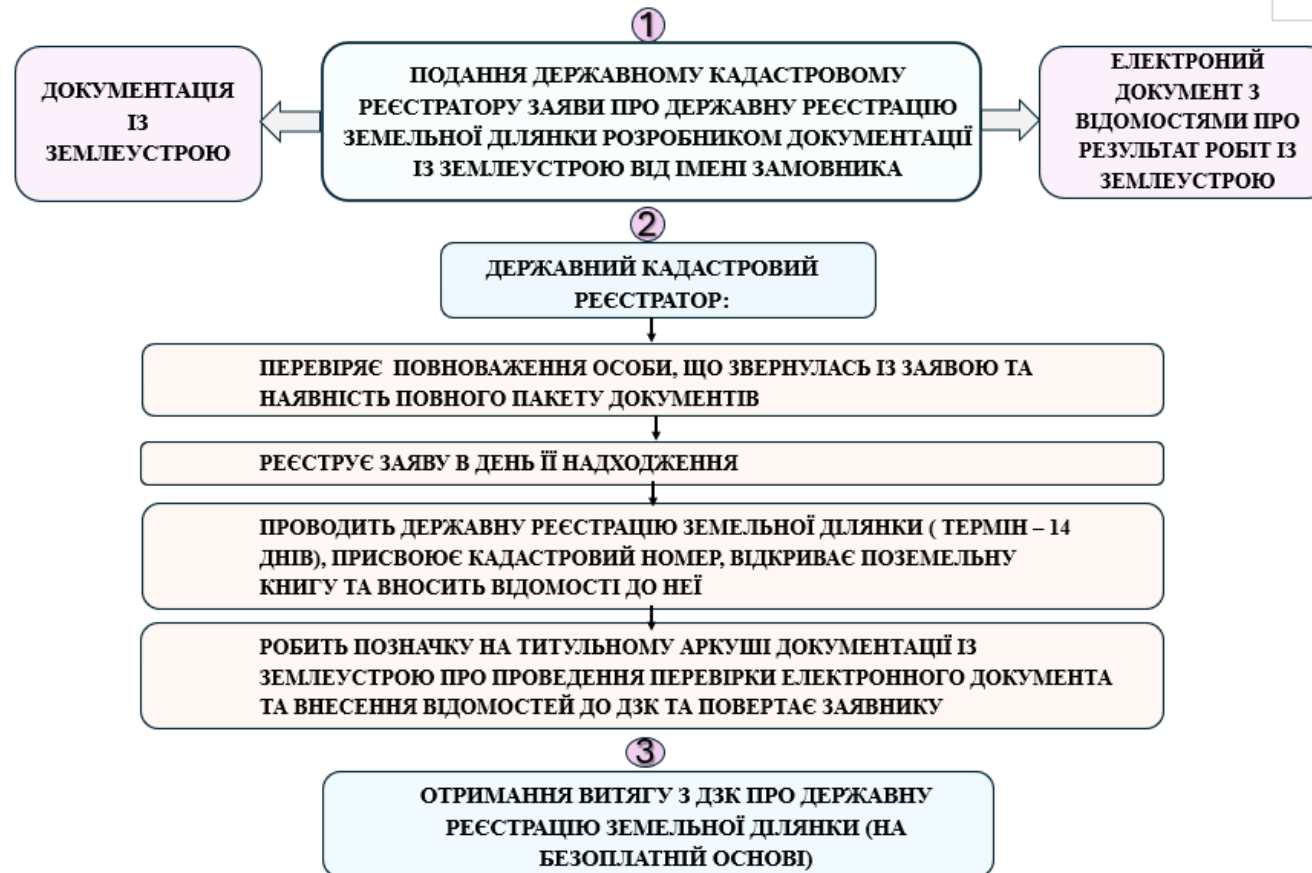 1
ДОКУМЕНТАЦІЯ
ІЗ
ЗЕМЛЕУСТРОЮ
ПОДАННЯ ДЕРЖАВНОМУ КАДАСТРОВОМУ
РЕЄСТРАТОРУ ЗАЯВИ ПРО ДЕРЖАВНУ РЕЄСТРАЦІЮ
ЗЕМЕЛЬНОЇ ДІЛЯНКИ РОЗРОБНИКОМ ДОКУМЕНТАЦІЇ
ІЗ ЗЕМЛЕУСТРОЮ ВІД ІМЕНІ ЗАМОВНИКА
ЕЛЕКТРОНИЙ
ДОКУМЕНТ З
ВІДОМОСТЯМИ ПРО
РЕЗУЛЬТАТ РОБІТ ІЗ
ЗЕМЛЕУСТРОЮ
2
ДЕРЖАВНИЙ КАДАСТРОВИЙ
РЕЄСТРАТОР:
ПЕРЕВІРЯЄ ПОВНОВАЖЕННЯ ОСОБИ, ЩО ЗВЕРНУЛАСЬ ІЗ ЗАЯВОЮ ТА
НАЯВНІСТЬ ПОВНОГО ПАКЕТУ ДОКУМЕНТІВ
РЕЄСТРУЄ ЗАЯВУ В ДЕНЬ ЇЇ НАДХОДЖЕННЯ
ПРОВОДИТЬ ДЕРЖАВНУ РЕЄСТРАЦІЮ ЗЕМЕЛЬНОЇ ДІЛЯНКИ ( ТЕРМІН – 14
ДНІВ), ПРИСВОЮЄ КАДАСТРОВИЙ НОМЕР, ВІДКРИВАЄ ПОЗЕМЕЛЬНУ
КНИГУ ТА ВНОСИТЬ ВІДОМОСТІ ДО НЕЇ
РОБИТЬ ПОЗНАЧКУ НА ТИТУЛЬНОМУ АРКУШІ ДОКУМЕНТАЦІЇ ІЗ
ЗЕМЛЕУСТРОЮ ПРО ПРОВЕДЕННЯ ПЕРЕВІРКИ ЕЛЕКТРОННОГО ДОКУМЕНТА
ТА ВНЕСЕННЯ ВІДОМОСТЕЙ ДО ДЗК ТА ПОВЕРТАЄ ЗАЯВНИКУ
3
ОТРИМАННЯ ВИТЯГУ З ДЗК ПРО ДЕРЖАВНУ
РЕЄСТРАЦІЮ ЗЕМЕЛЬНОЇ ДІЛЯНКИ (НА
БЕЗОПЛАТНІЙ ОСНОВІ)